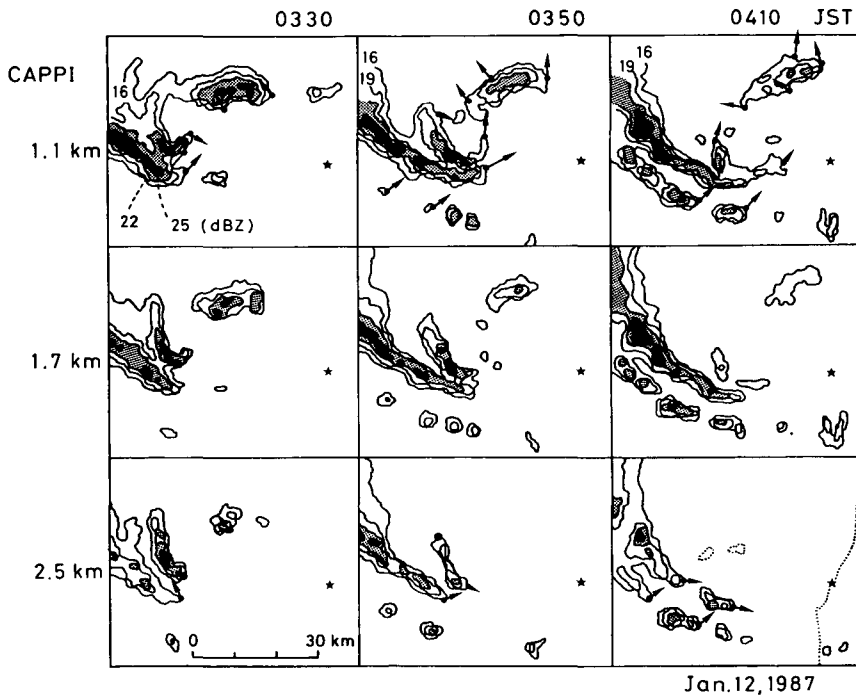 0330 0350 0410 JST
CAPPI
16
16
19
19 16
1.1 km
22 25 (dBZ)
1.7 km
2.5 km
0 30 km
Jan.12,1987